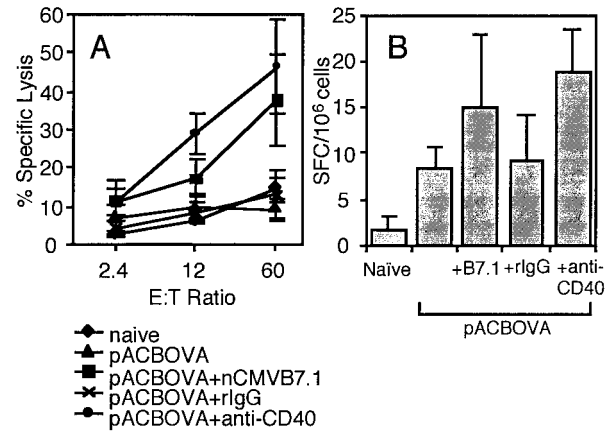 A
% Specific Lysis
60
50
40
30
20
10
0
2.4 12 60
E:T Ratio
naive
pACBOVA
pACBOVA+nCMVB7.1
pACBOVA+rIgG
pACBOVA+anti-CD40
B
SFC/10⁶ cells
25
20
15
10
5
0
Naïve +B7.1 +rIgG +anti-
CD40
pACBOVA